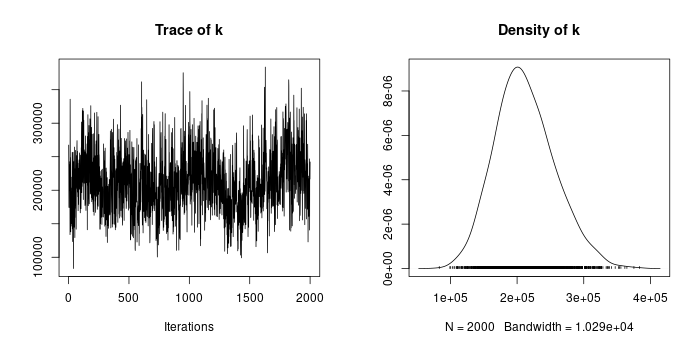 Trace of k
300000
200000
100000
0
500
1000
1500
2000
Iterations
Density of k
8e-06
6e-06
4e-06
2e-06
0e+00
1e+05
2e+05
3e+05
4e+05
N = 2000 Bandwidth = 1.029e+04